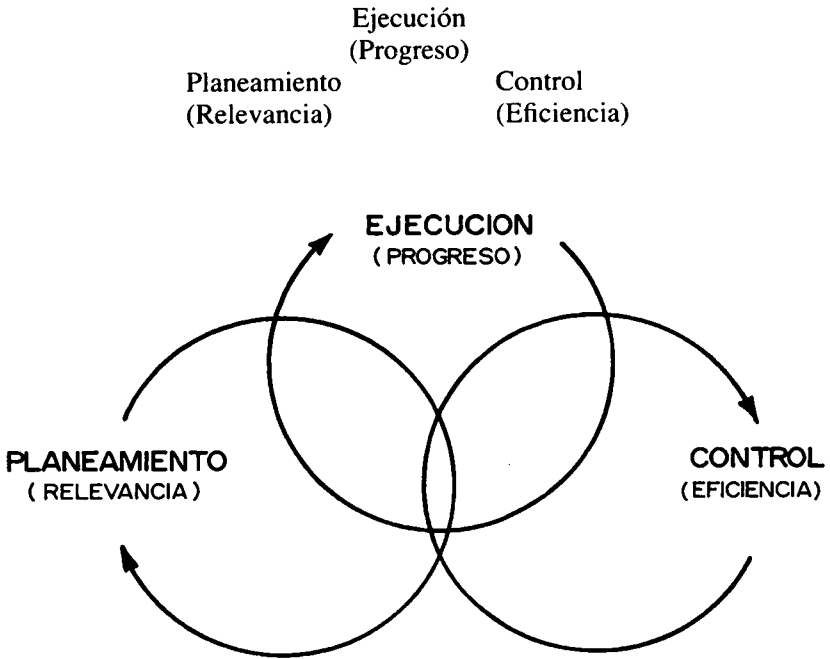 Ejecución
(Progreso)
Planeamiento
(Relevancia)
Control
(Eficiencia)
EJECUCION
( PROGRESO )
PLANEAMIENTO
( RELEVANCIA )
CONTROL
(EFICIENCIA)